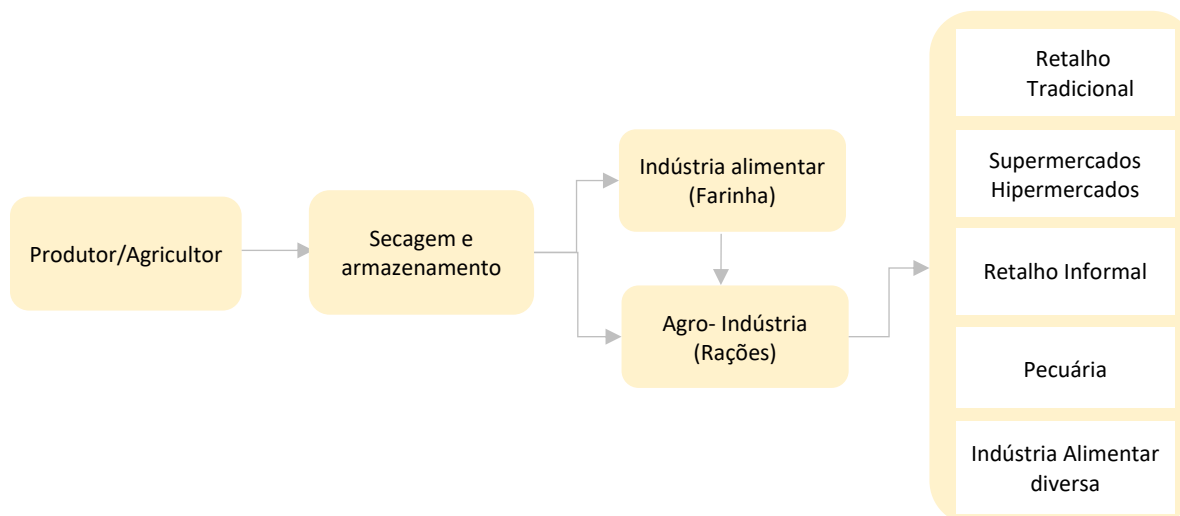 Produtor/Agricultor
Secagem e
armazenamento
Indústria alimentar
(Farinha)
Agro- Indústria
(Rações)
Retalho
Tradicional
Supermercados
Hipermercados
Retalho Informal
Pecuária
Indústria Alimentar
diversa